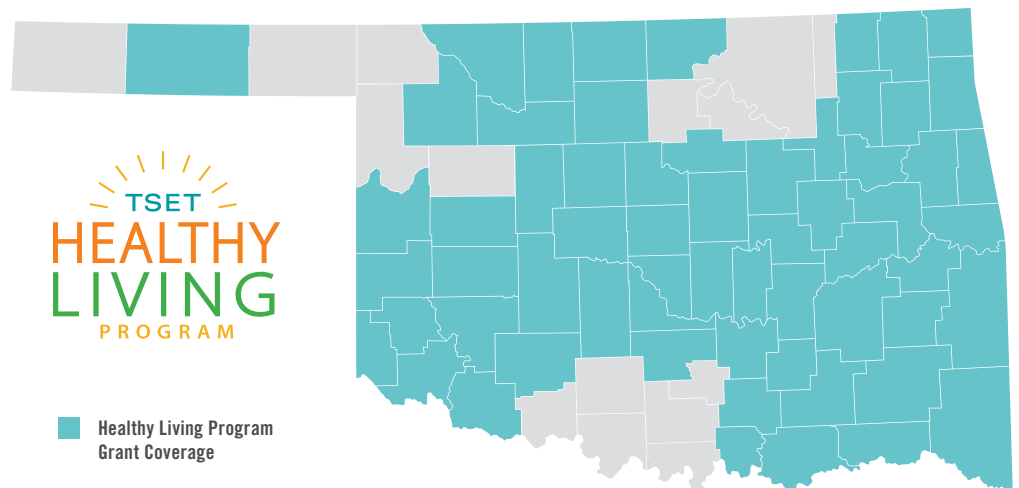 TSET
HEALTHY
LIVING
PROGRAM
Healthy Living Program
Grant Coverage